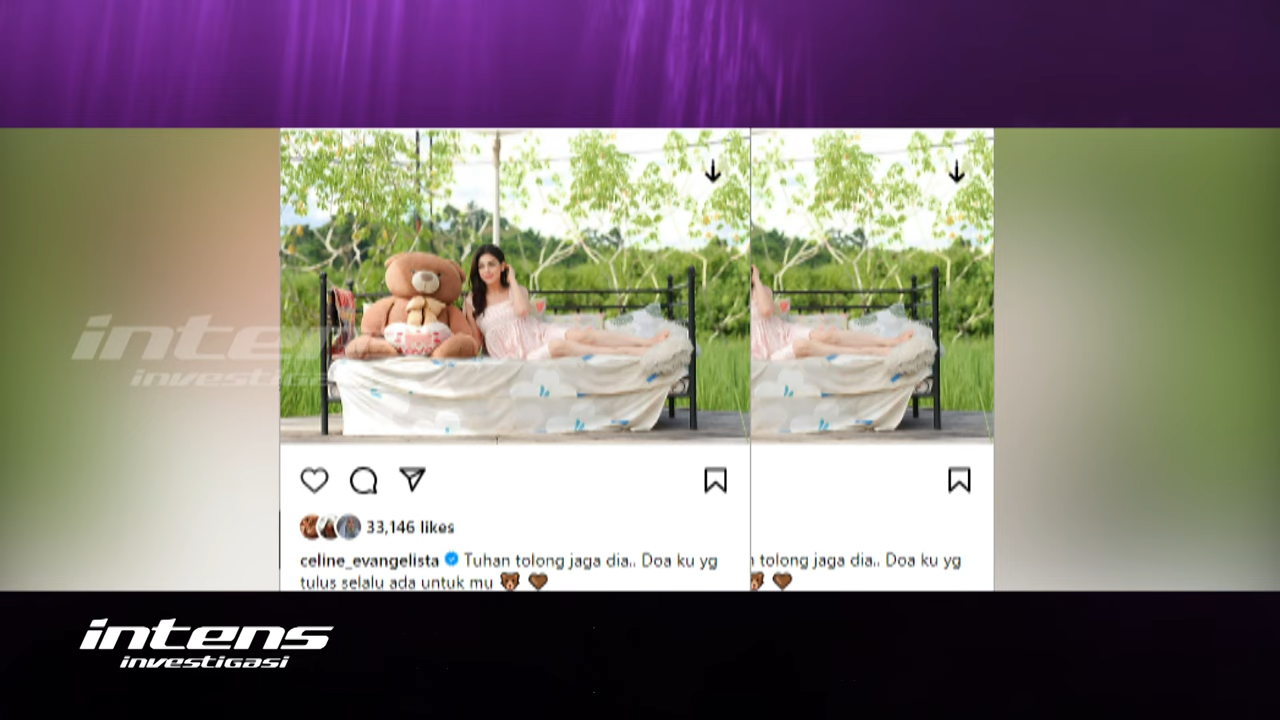 intens
investigasi
33,146 likes
celine_evangelista Tuhan tolong jaga dia.. Doa ku yg
tulus selalu ada untuk mu 🐻 🤎
tolong jaga dia.. Doa ku yg
🐻 🤎
intens
investigasi